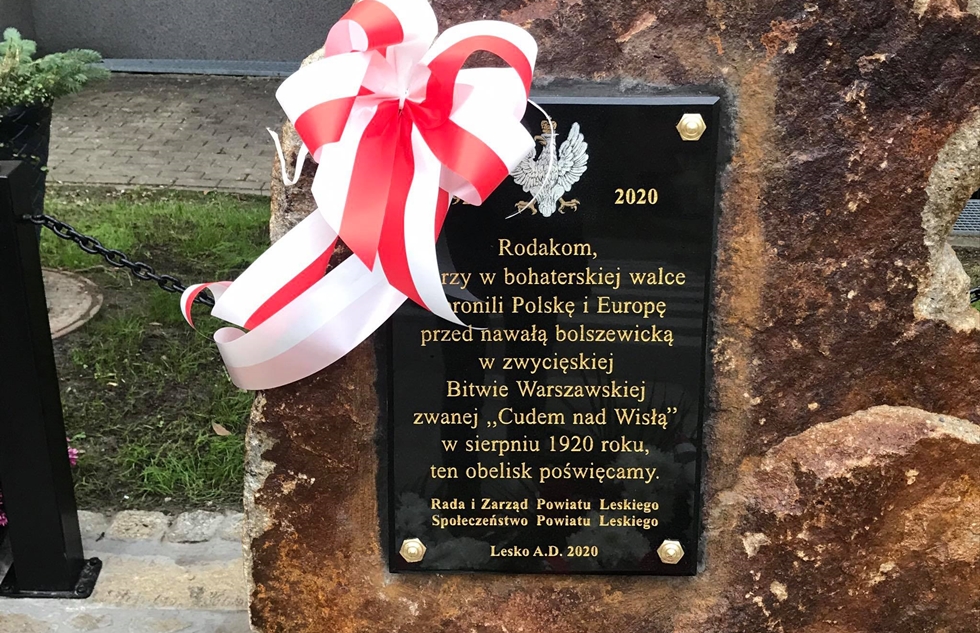 2020
Rodakom,
w bohaterskiej walce
Polskę i Europę
przed nawałą bolszewicką
w zwycięskiej
Bitwie Warszawskiej
zwanej ,,Cudem nad Wisłą”
w sierpniu 1920 roku,
ten obelisk poświęcamy.
Rada i Zarząd Powiatu Leskiego
Społeczeństwo Powiatu Leskiego
Lesko A.D. 2020